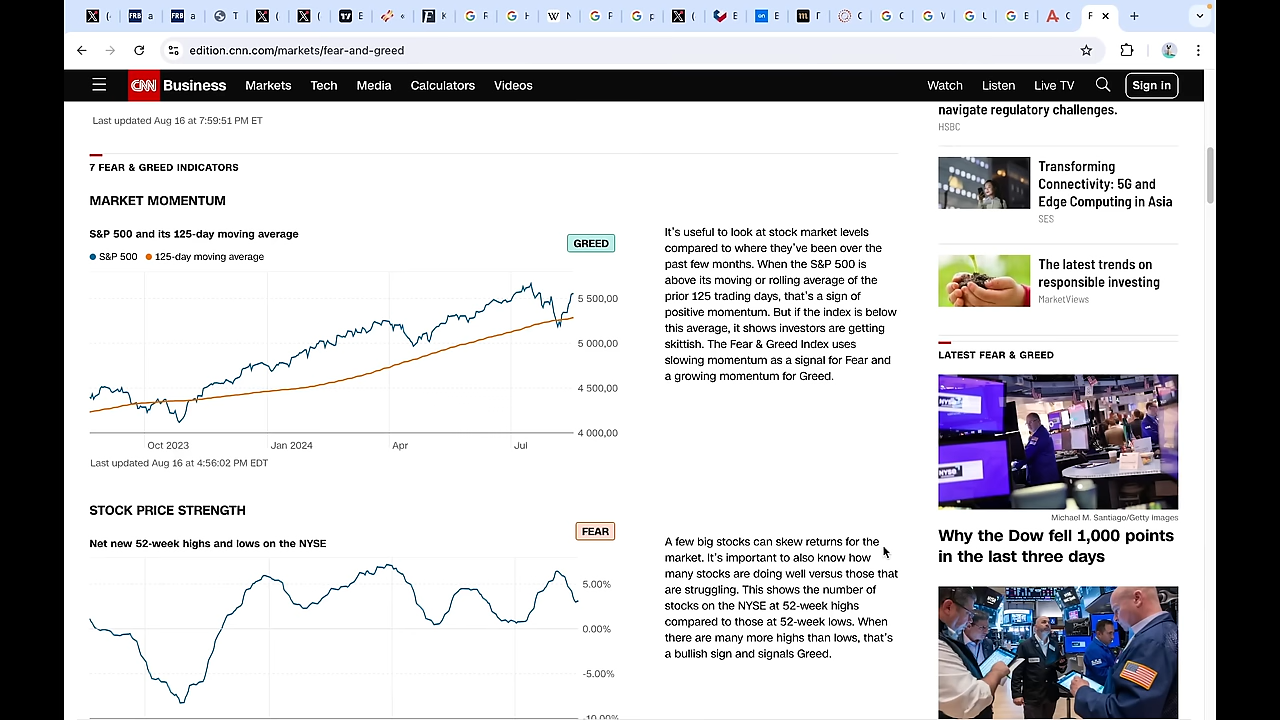 FRB a
FRB a
edition.cnn.com/markets/fear-and-greed
CNN Business Markets Tech Media Calculators Videos Watch Listen Live TV Sign in
Last updated Aug 16 at 7:59:51 PM ET
7 FEAR & GREED INDICATORS
MARKET MOMENTUM
S&P 500 and its 125-day moving average
GREED
S&P 500 125-day moving average
5 500,00
5 000,00
4 500,00
4 000,00
Oct 2023 Jan 2024 Apr Jul
Last updated Aug 16 at 4:56:02 PM EDT
It's useful to look at stock market levels
compared to where they've been over the
past few months. When the S&P 500 is
above its moving or rolling average of the
prior 125 trading days, that's a sign of
positive momentum. But if the index is below
this average, it shows investors are getting
skittish. The Fear & Greed Index uses
slowing momentum as a signal for Fear and
a growing momentum for Greed.
STOCK PRICE STRENGTH
FEAR
Net new 52-week highs and lows on the NYSE
5.00%
0.00%
-5.00%
-10.00%
A few big stocks can skew returns for the
market. It's important to also know how
many stocks are doing well versus those that
are struggling. This shows the number of
stocks on the NYSE at 52-week highs
compared to those at 52-week lows. When
there are many more highs than lows, that's
a bullish sign and signals Greed.
navigate regulatory challenges.
HSBC
Transforming
Connectivity: 5G and
Edge Computing in Asia
SES
The latest trends on
responsible investing
MarketViews
LATEST FEAR & GREED
Michael M. Santiago/Getty Images
Why the Dow fell 1,000 points
in the last three days